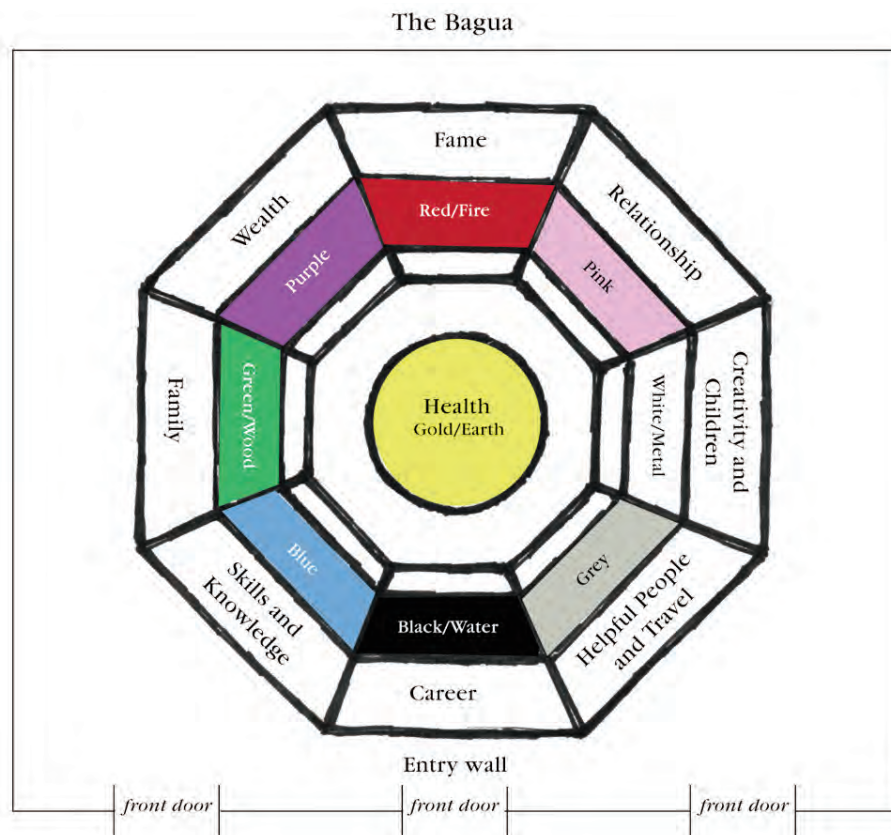 The Bagua
Fame
Red/Fire
Wealth
Purple
Relationship
Pink
Family
Green/Wood
Health
Gold/Earth
White/Metal
Creativity and
Children
Blue
Skills and
Knowledge
Black/Water
Career
Grey
Helpful People
and Travel
Entry wall
front door
front door
front door